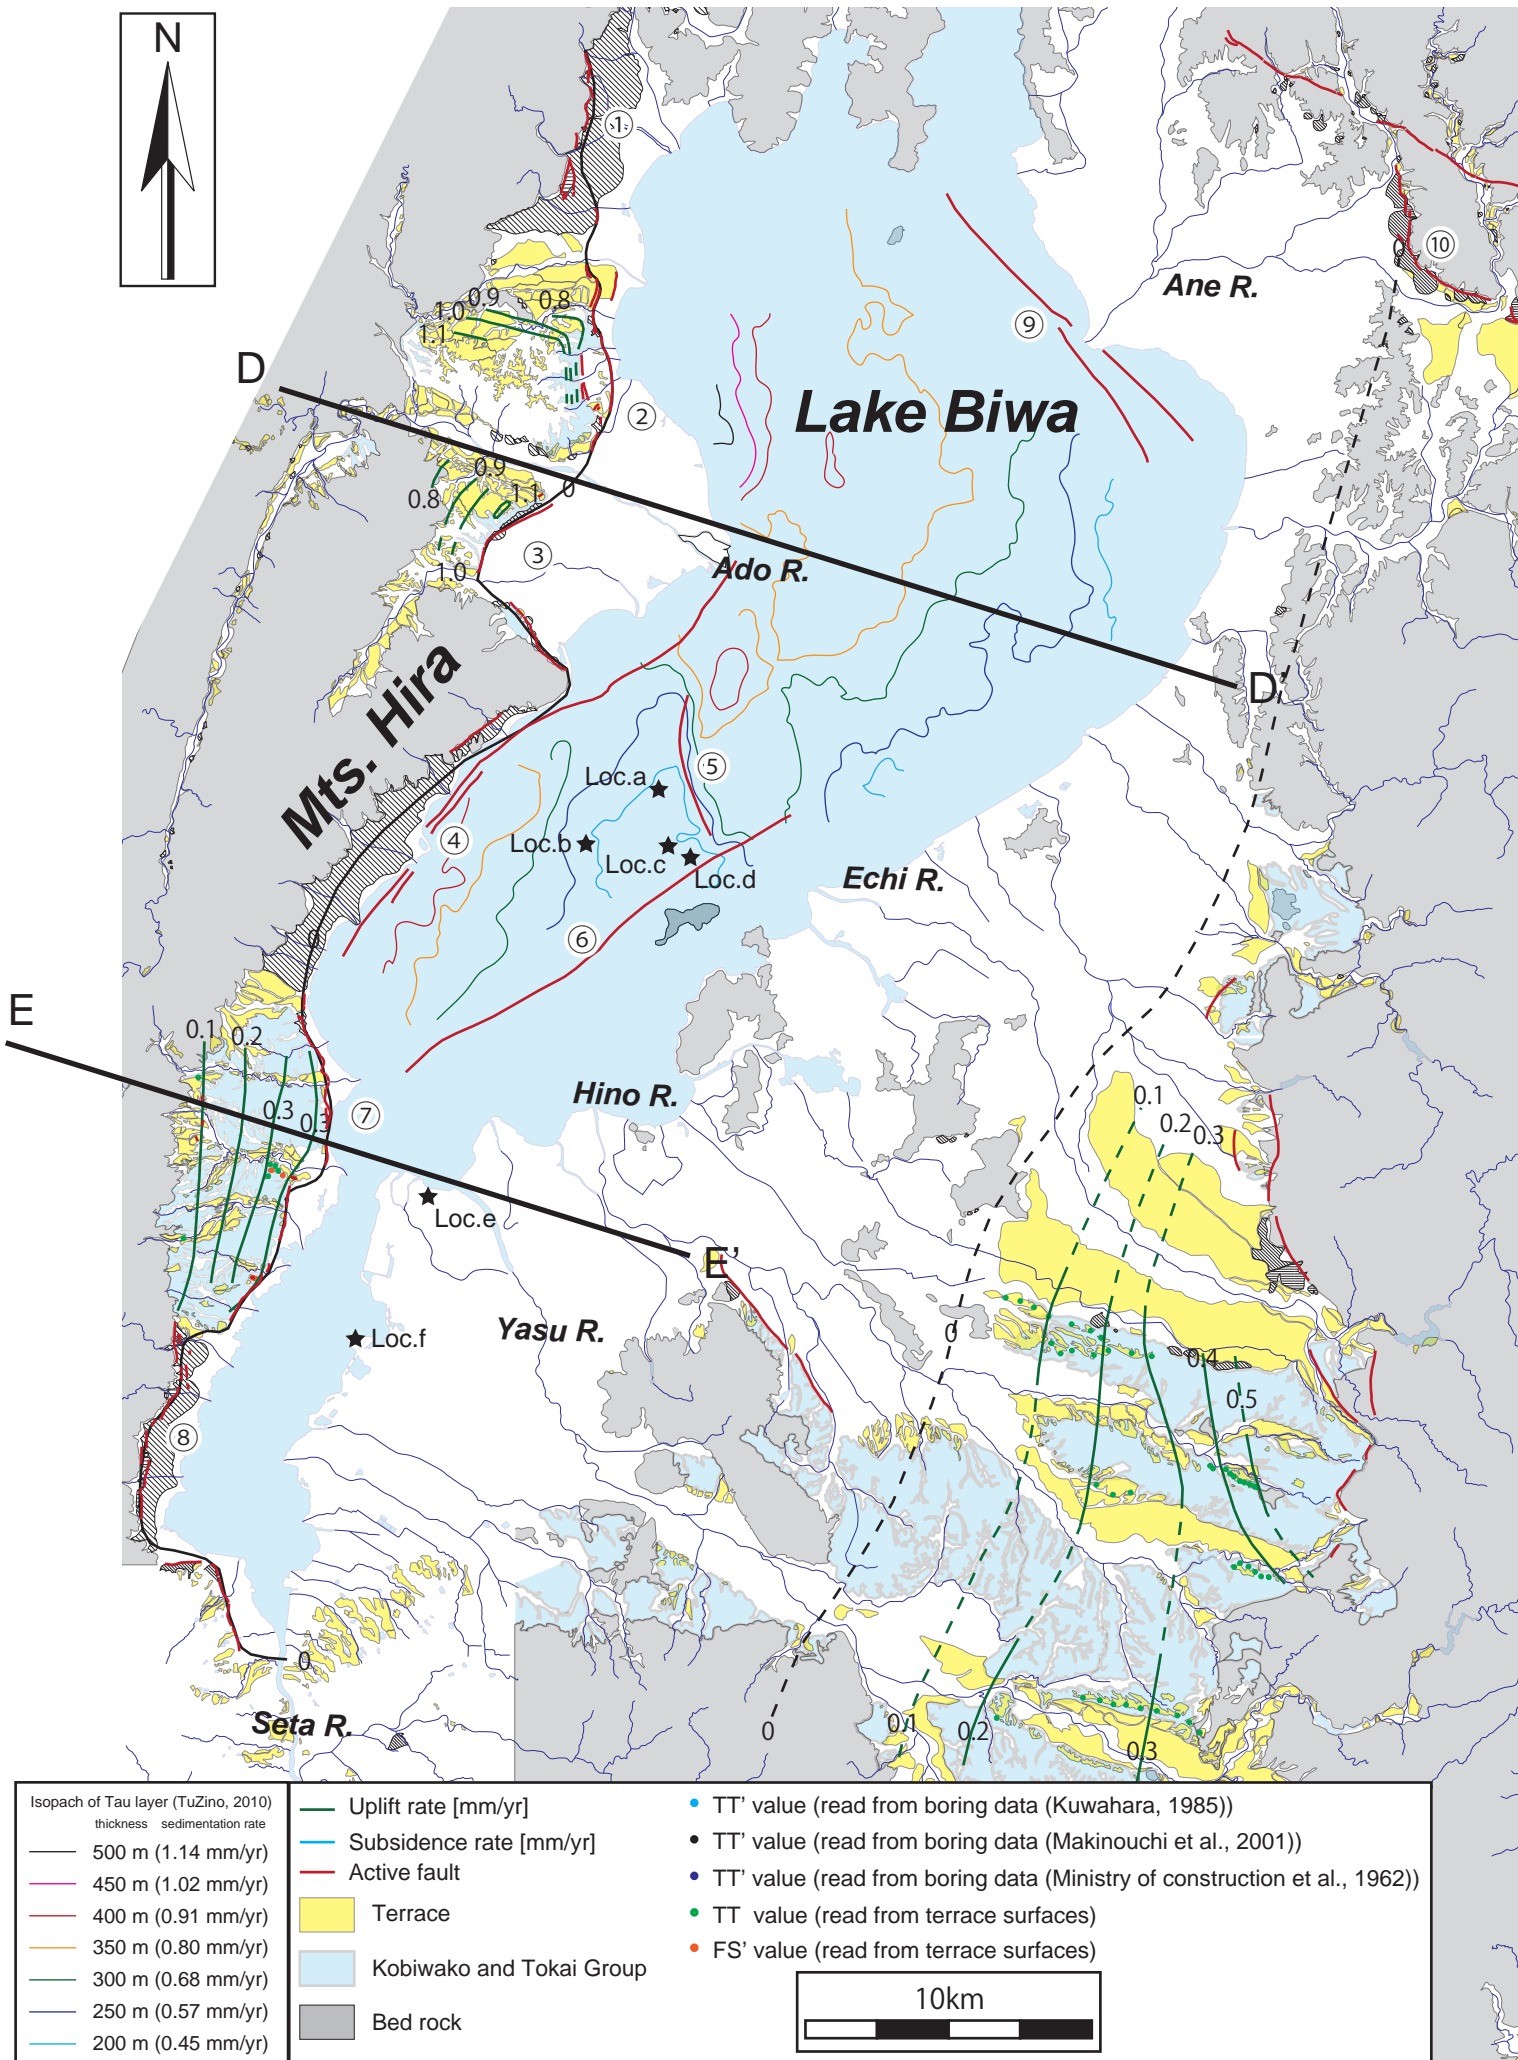 N
①
⑩
0
Ane R.
0.9
0.8
1.0
1.1
⑨
D
Lake Biwa
②
0.9
0.8
1.1
0
③
1.0
Ado R.
Mts. Hira
D'
Loc.a
⑤
④
Loc.b
Loc.c
Loc.d
Echi R.
0
⑥
E
0.1
0.2
Hino R.
0.3
0.3
⑦
0.1
0.2
0.3
Loc.e
E'
Yasu R.
Loc.f
0
0.4
0.5
⑧
0
Seta R.
0
0.1
0.2
0.3
Isopach of Tau layer (TuZino, 2010)
thickness sedimentation rate
500 m (1.14 mm/yr)
450 m (1.02 mm/yr)
400 m (0.91 mm/yr)
350 m (0.80 mm/yr)
300 m (0.68 mm/yr)
250 m (0.57 mm/yr)
200 m (0.45 mm/yr)
Uplift rate [mm/yr]
Subsidence rate [mm/yr]
Active fault
Terrace
Kobiwako and Tokai Group
Bed rock
TT' value (read from boring data (Kuwahara, 1985))
TT' value (read from boring data (Makinouchi et al., 2001))
TT' value (read from boring data (Ministry of construction et al., 1962))
TT value (read from terrace surfaces)
FS' value (read from terrace surfaces)
10km